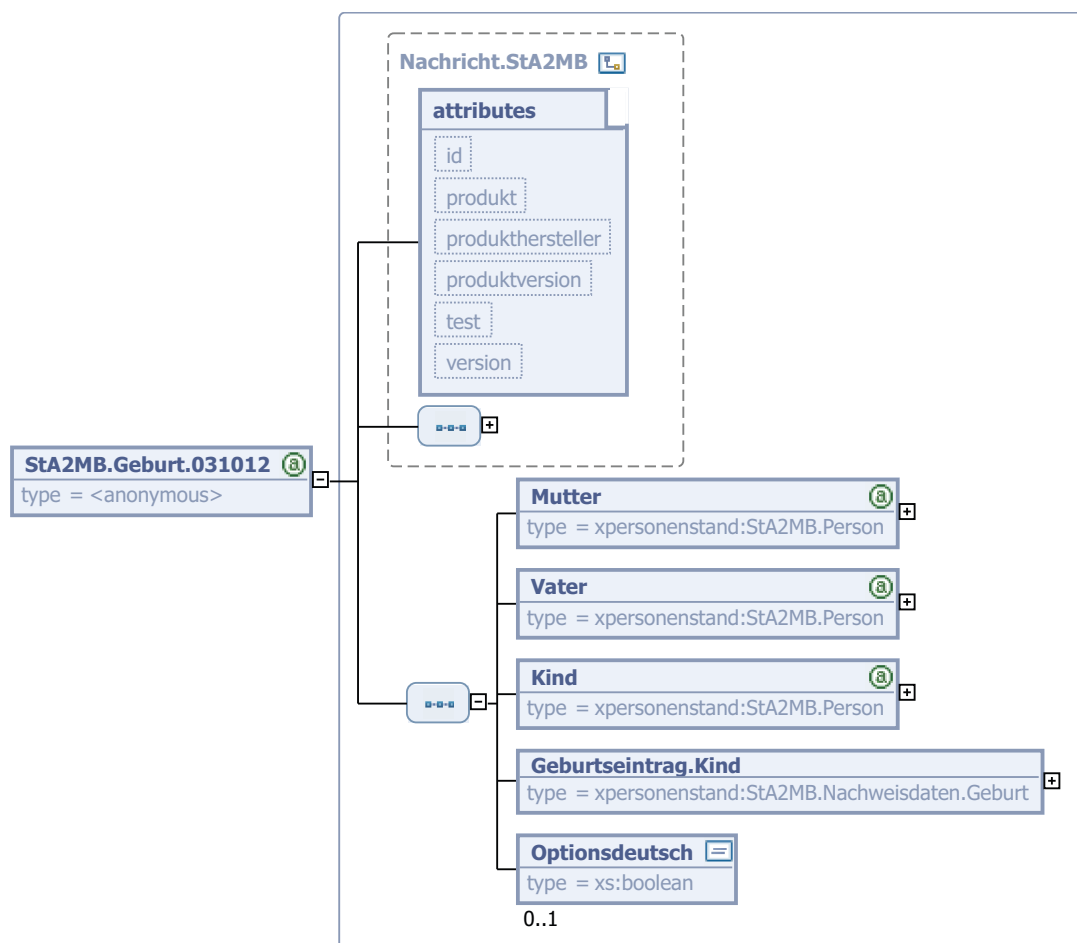 Nachricht.StA2MB
attributes
id
produkt
produkthersteller
produktversion
test
version
StA2MB.Geburt.031012
type = <anonymous>
Mutter
type = xpersonenstand:StA2MB.Person
Vater
type = xpersonenstand:StA2MB.Person
Kind
type = xpersonenstand:StA2MB.Person
Geburtseintrag.Kind
type = xpersonenstand:StA2MB.Nachweisdaten.Geburt
Optionsdeutsch
type = xs:boolean
0..1